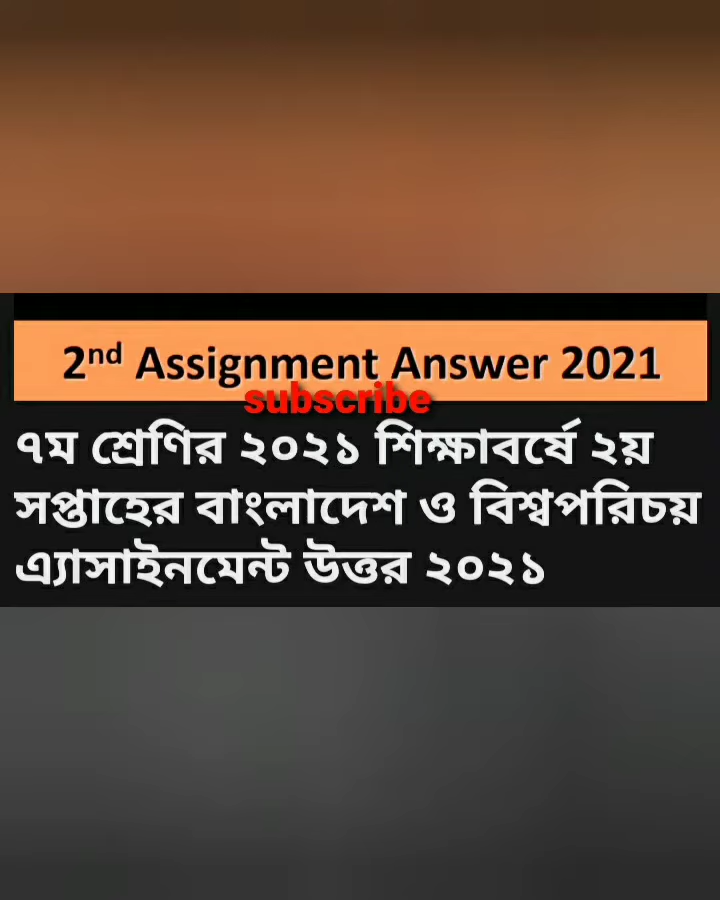 2nd Assignment Answer 2021
subscribe
৭ম শ্রেণির ২০২১ শিক্ষাবর্ষে ২য়
সপ্তাহের বাংলাদেশ ও বিশ্বপরিচয়
এ্যাসাইনমেন্ট উত্তর ২০২১